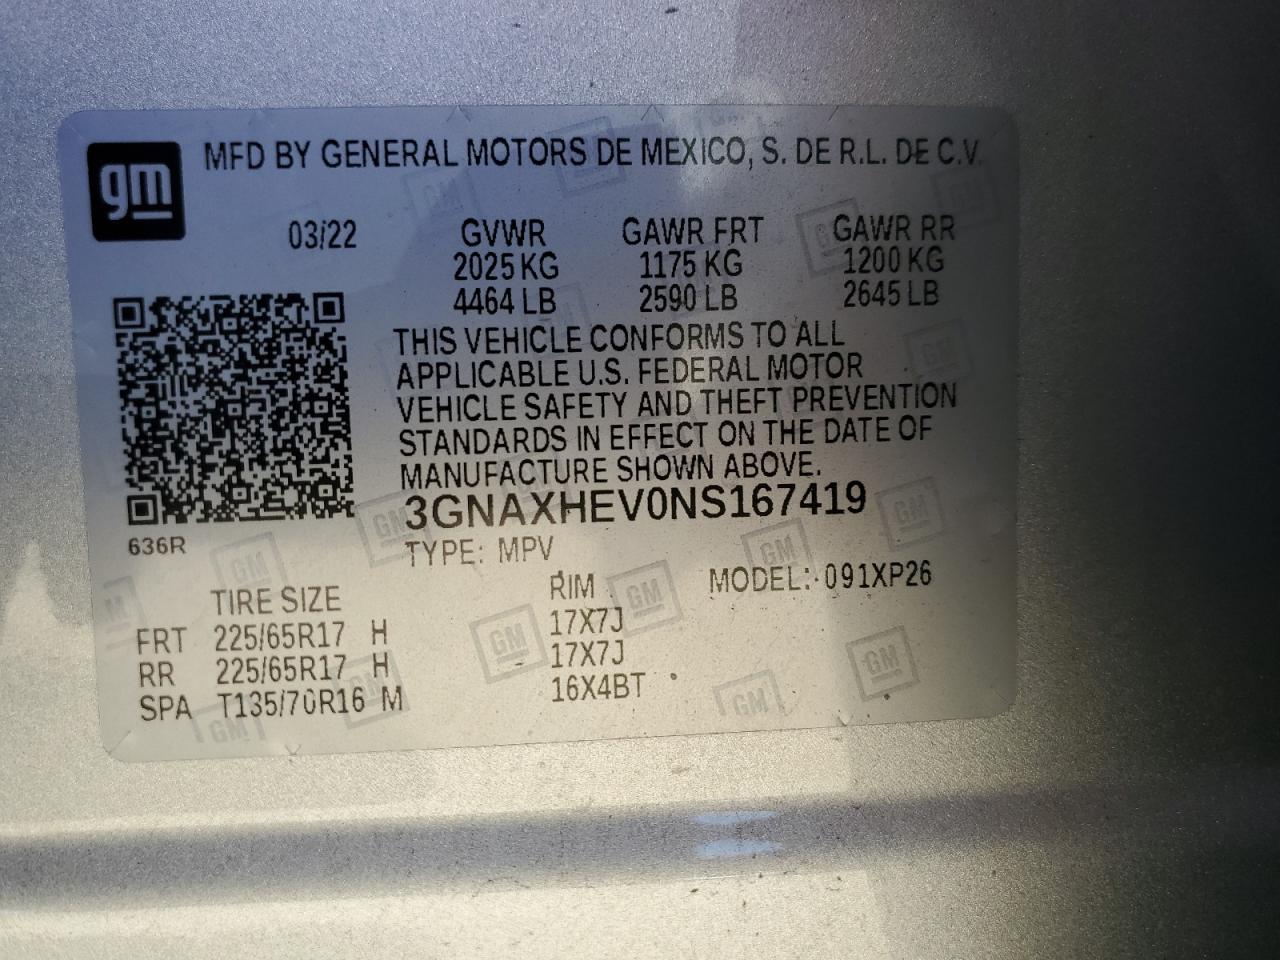 gm
MFD BY GENERAL MOTORS DE MEXICO, S. DE R.L. DE C.V.
03/22 GVWR GAWR FRT GAWR RR
2025 KG 1175 KG 1200 KG
4464 LB 2590 LB 2645 LB
THIS VEHICLE CONFORMS TO ALL
APPLICABLE U.S. FEDERAL MOTOR
VEHICLE SAFETY AND THEFT PREVENTION
STANDARDS IN EFFECT ON THE DATE OF
MANUFACTURE SHOWN ABOVE.
3GNAXHEV0NS167419
636R
TYPE: MPV
TIRE SIZE RIM MODEL: 091XP26
FRT 225/65R17 H 17X7J
RR 225/65R17 H 17X7J
SPA T135/70R16 M 16X4BT